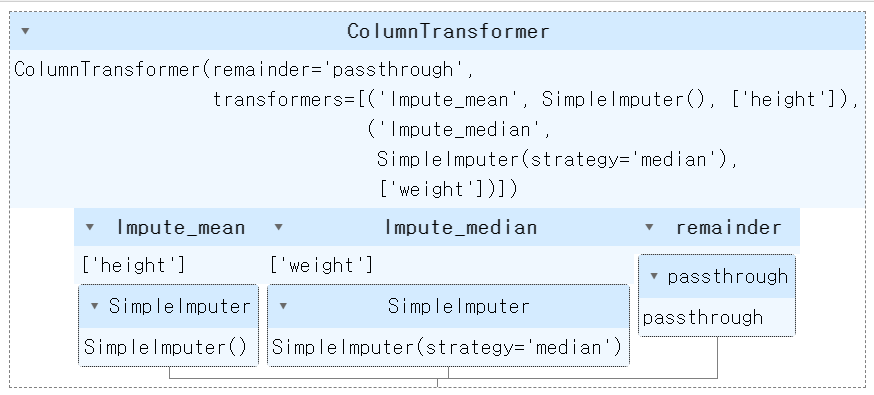 ColumnTransformer
ColumnTransformer(remainder='passthrough',
transformers=[('Impute_mean', SimpleImputer(), ['height']),
('Impute_median',
SimpleImputer(strategy='median'),
['weight'])])
Impute_mean
Impute_median
remainder
['height']
['weight']
passthrough
SimpleImputer
SimpleImputer
passthrough
SimpleImputer()
SimpleImputer(strategy='median')